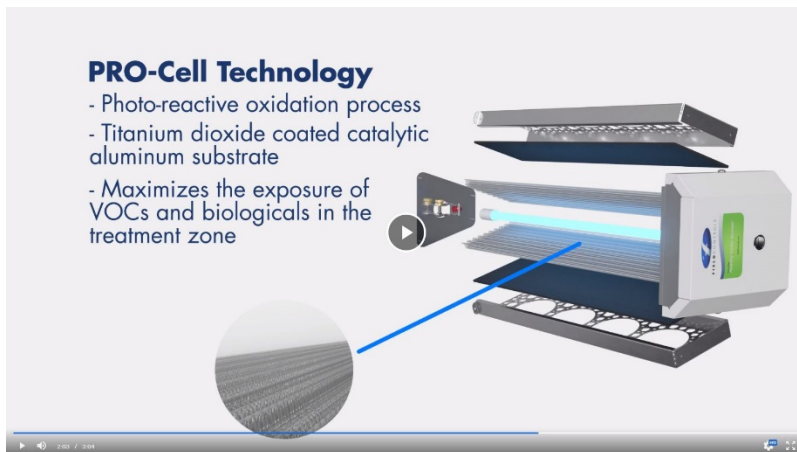 PRO-Cell Technology
- Photo-reactive oxidation process
- Titanium dioxide coated catalytic
aluminum substrate
- Maximizes the exposure of
VOCs and biologicals in the
treatment zone